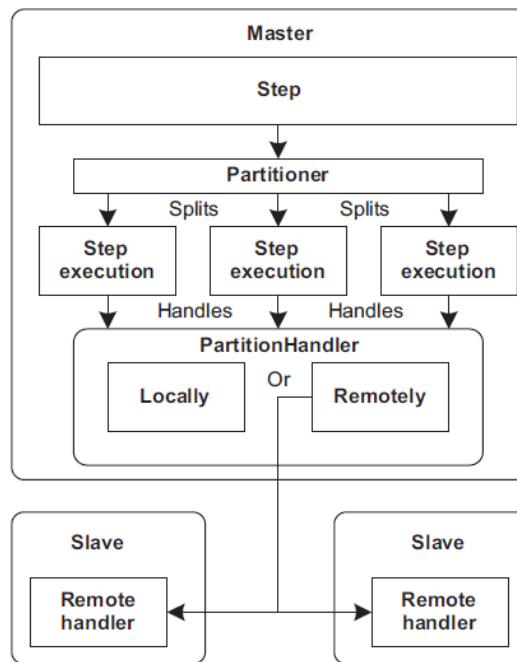 Master
Step
Partitioner
Splits Splits
Step Step Step
execution execution execution
Handles Handles
PartitionHandler
Locally Or Remotely
Slave Slave
Remote Remote
handler handler